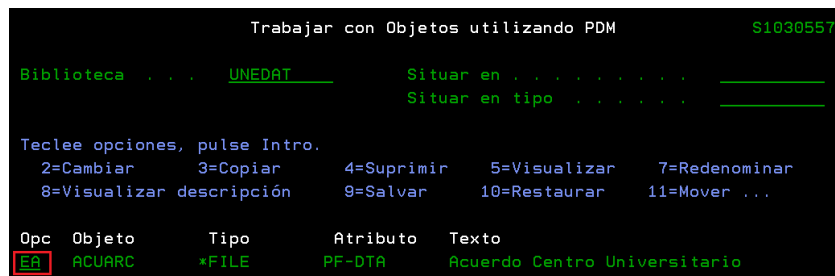 Trabajar con Objetos utilizando PDM S1030557
Biblioteca . . . UNEDAT Situar en . . . . . . . . .
Situar en tipo . . . . . .
Teclee opciones, pulse Intro.
2=Cambiar 3=Copiar 4=Suprimir 5=Visualizar 7=Redenominar
8=Visualizar descripción 9=Salvar 10=Restaurar 11=Mover ...
Opc Objeto Tipo Atributo Texto
EA ACUARC *FILE PF-DTA Acuerdo Centro Universitario